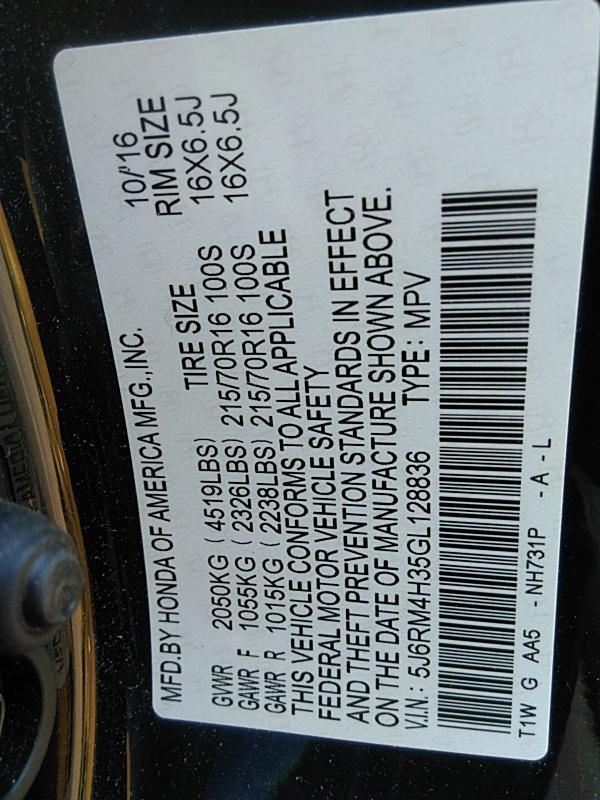 MFD.BY HONDA OF AMERICA MFG.,INC. 10/'16
TIRE SIZE RIM SIZE
GVWR 2050KG ( 4519LBS)
GAWR F 1055KG ( 2326LBS) 215/70R16 100S 16X6.5J
GAWR R 1015KG ( 2238LBS) 215/70R16 100S 16X6.5J
THIS VEHICLE CONFORMS TO ALL APPLICABLE
FEDERAL MOTOR VEHICLE SAFETY
AND THEFT PREVENTION STANDARDS IN EFFECT
ON THE DATE OF MANUFACTURE SHOWN ABOVE.
V.I.N.: 5J6RM4H35GL128836 TYPE: MPV
T1W G AA5 -NH731P -A-L